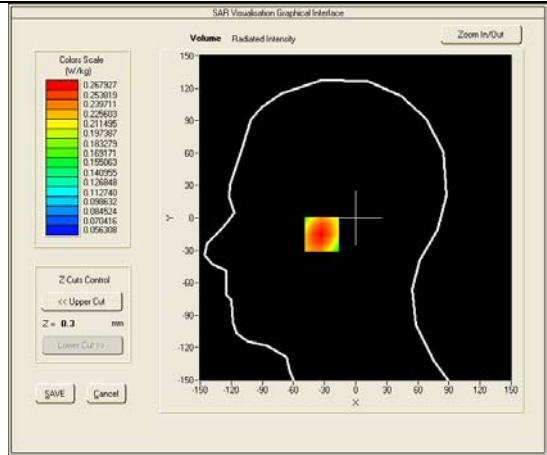 SAR Visualisation Graphical Interface
Volume Radiated Intensity
Zoom In/Out
Colors Scale
(W/kg)
0.267927
0.253819
0.239711
0.225603
0.211495
0.197387
0.183279
0.169171
0.155063
0.140955
0.126848
0.112740
0.098632
0.084524
0.070416
0.056308
Z Cuts Control
<< Upper Cut
Z = 0.3 mm
Lower Cut >>
SAVE Cancel
150-
120-
90-
60-
30-
0-
-30-
-60-
-90-
-120-
-150-
Y
-150 -120 -90 -60 -30 0 30 60 90 120 150
X